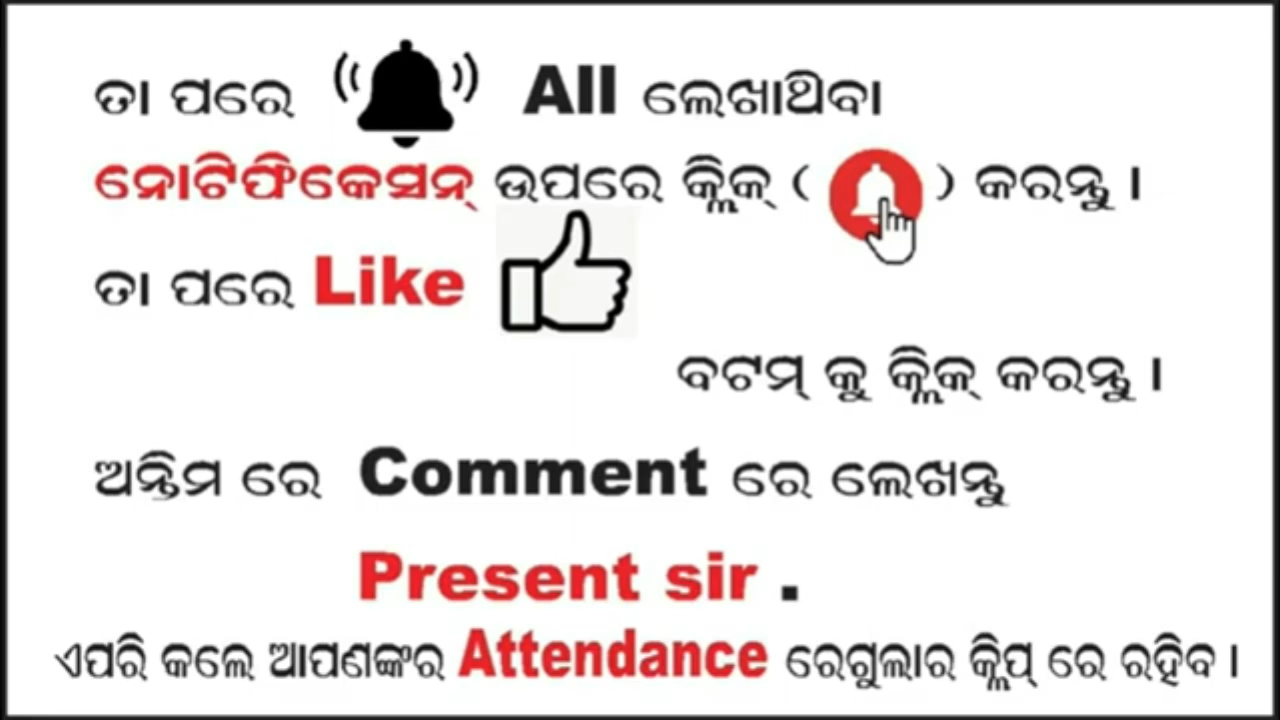 ତା ପରେ All ଲେଖାଥିବା
ନୋଟିଫିକେସନ୍ ଉପରେ କ୍ଲିକ୍ ( ) କରନ୍ତୁ ।
ତା ପରେ Like
ବଟମ୍ କୁ କ୍ଲିକ୍ କରନ୍ତୁ ।
ଅନ୍ତିମ ରେ Comment ରେ ଲେଖନ୍ତୁ
Present sir .
ଏପରି କଲେ ଆପଣଙ୍କର Attendance ରେଗୁଲାର କ୍ଲିପ୍ ରେ ରହିବ ।